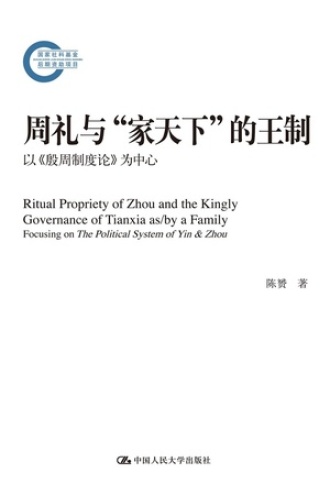 国家社科基金
后期资助项目
周礼与“家天下”的王制
以《殷周制度论》为中心
Ritual Propriety of Zhou and the Kingly
Governance of Tianxia as/by a Family
Focusing on The Political System of Yin & Zhou
陈赟 著
中国人民大学出版社